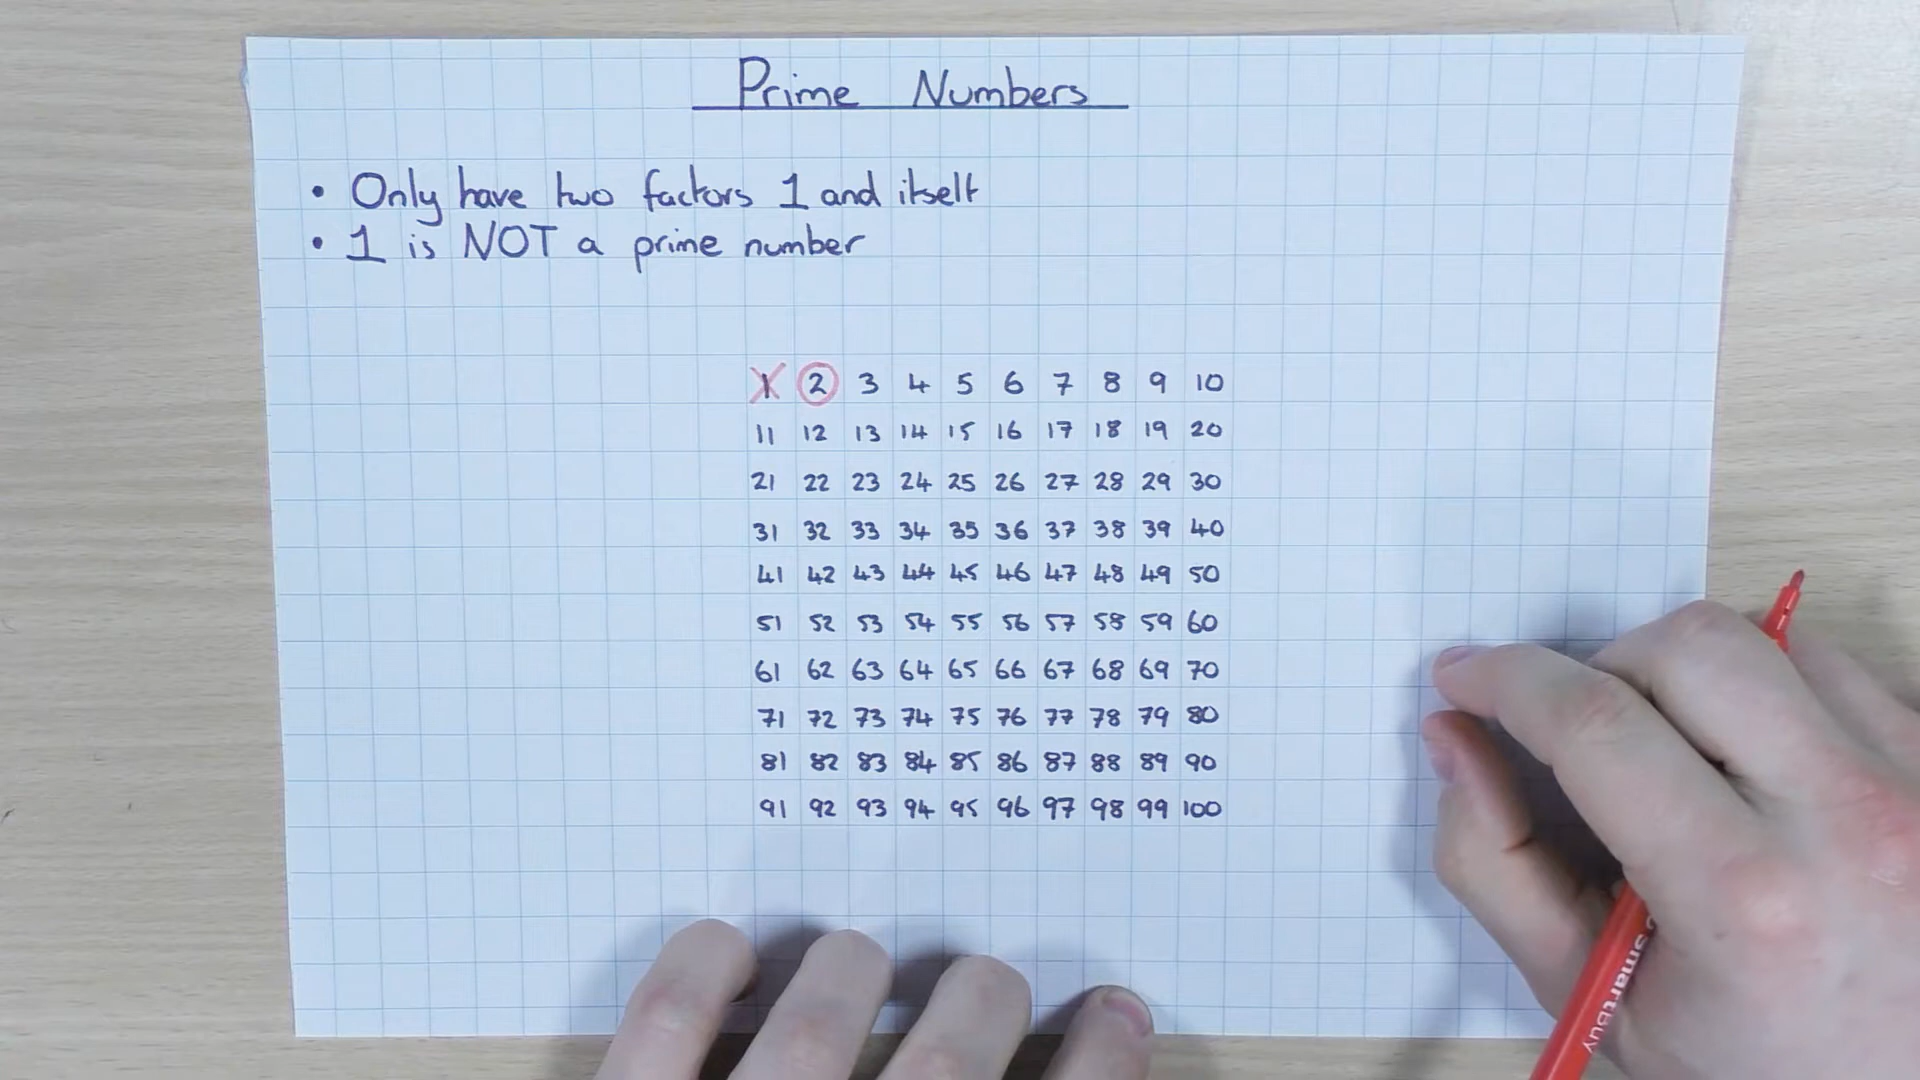 Prime Numbers
• Only have two factors 1 and itself
• 1 is NOT a prime number
1 2 3 4 5 6 7 8 9 10
11 12 13 14 15 16 17 18 19 20
21 22 23 24 25 26 27 28 29 30
31 32 33 34 35 36 37 38 39 40
41 42 43 44 45 46 47 48 49 50
51 52 53 54 55 56 57 58 59 60
61 62 63 64 65 66 67 68 69 70
71 72 73 74 75 76 77 78 79 80
81 82 83 84 85 86 87 88 89 90
91 92 93 94 95 96 97 98 99 100
smartbuy